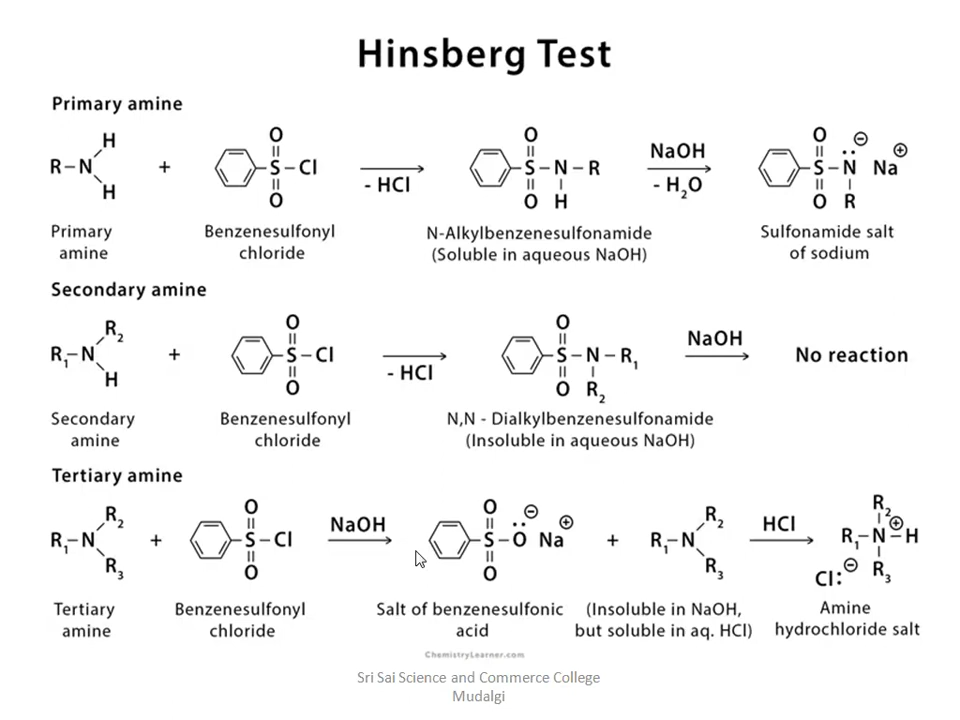 Hinsberg Test
Primary amine
R–N H H + O S O Cl - HCl O S O N – R H NaOH - H₂O O S O N R ⊖ Na ⊕
Primary amine
Benzenesulfonyl chloride
N-Alkylbenzenesulfonamide
(Soluble in aqueous NaOH)
Sulfonamide salt of sodium
Secondary amine
R₁–N R₂ H + O S O Cl - HCl O S O N – R₁ R₂ NaOH No reaction
Secondary amine
Benzenesulfonyl chloride
N,N - Dialkylbenzenesulfonamide
(Insoluble in aqueous NaOH)
Tertiary amine
R₁–N R₂ R₃ + O S O Cl NaOH O S O O ⊖ Na ⊕ + R₁–N R₂ R₃ HCl R₂ R₁–N ⊕ –H R₃ Cl: ⊖
Tertiary amine
Benzenesulfonyl chloride
Salt of benzenesulfonic acid
(Insoluble in NaOH,
but soluble in aq. HCl)
Amine hydrochloride salt
ChemistryLearner.com
Sri Sai Science and Commerce College
Mudalgi